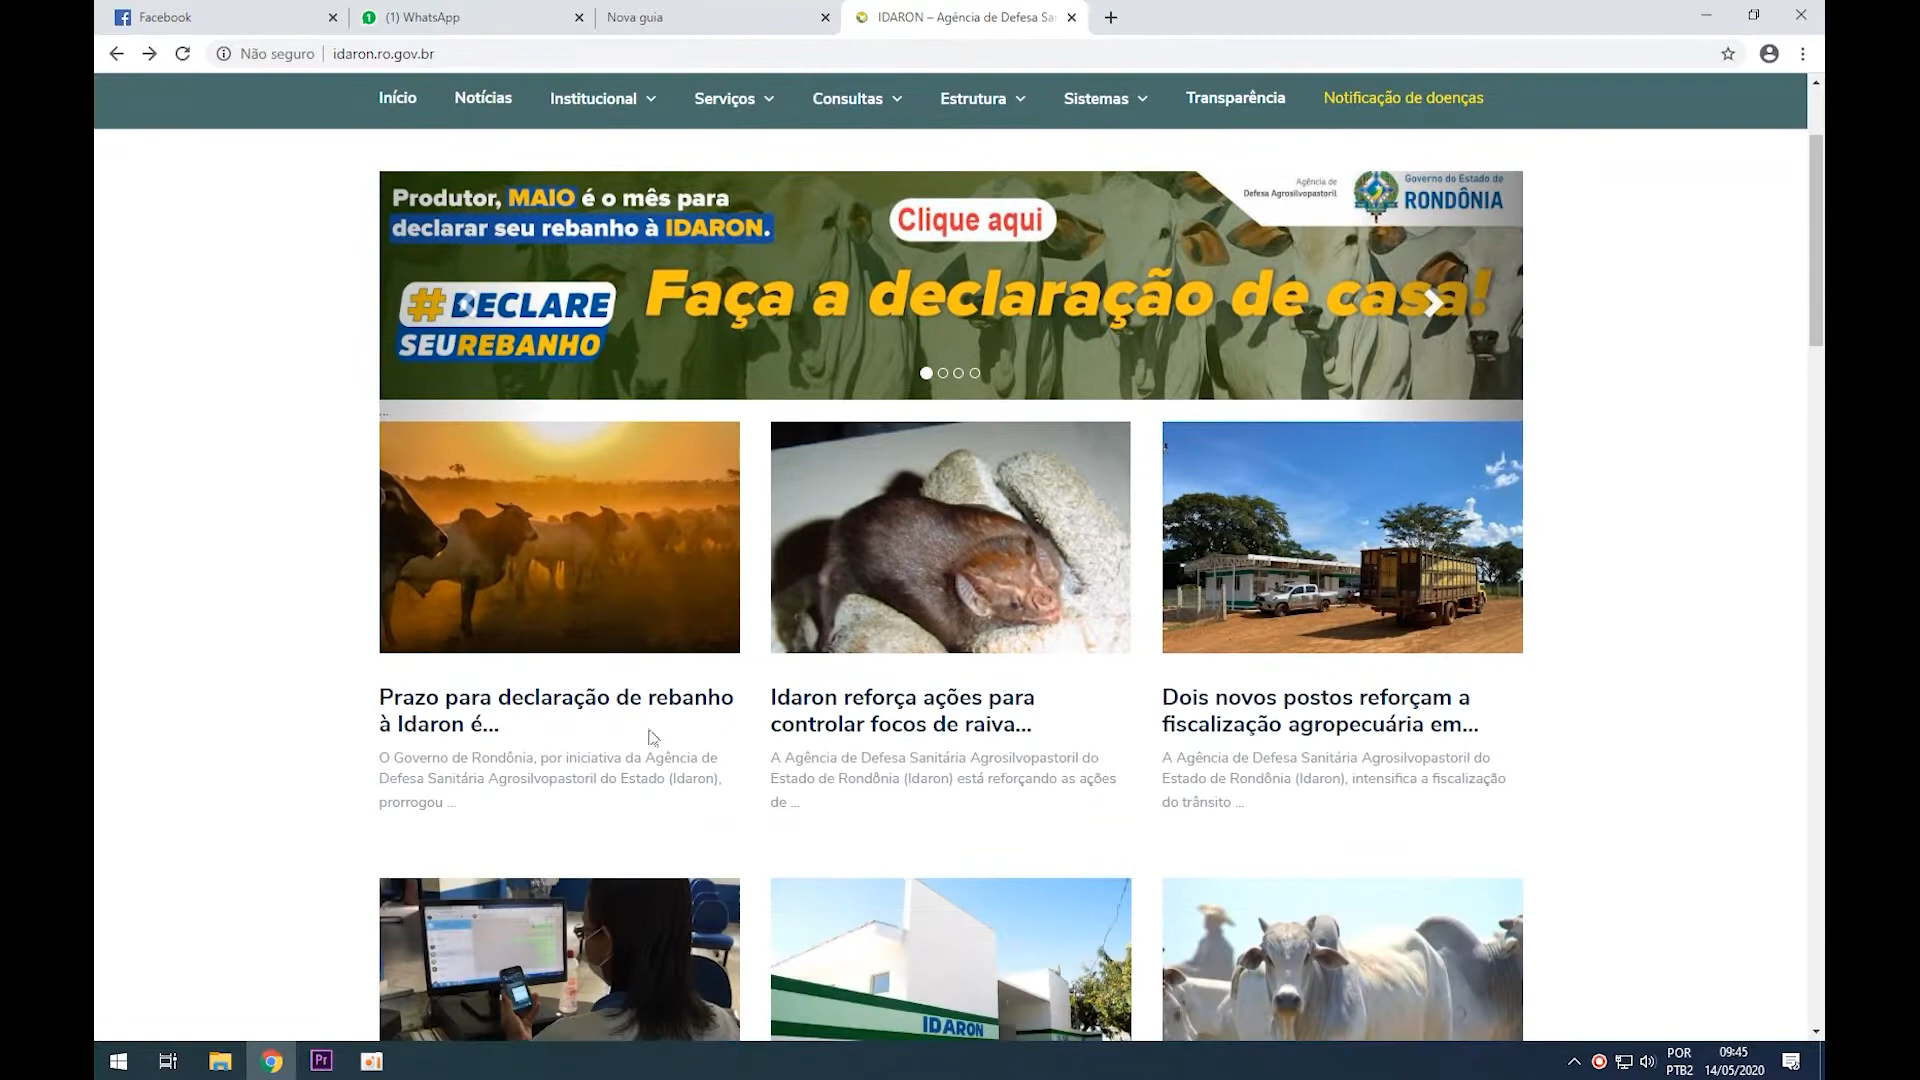 Facebook
(1) WhatsApp
Nova guia
IDARON – Agência de Defesa Sa
Não seguro | idaron.ro.gov.br
Início Notícias Institucional Serviços Consultas Estrutura Sistemas Transparência Notificação de doenças
Produtor, MAIO é o mês para
declarar seu rebanho à IDARON.
Clique aqui
Agência de
Defesa Agrosilvopastoril
Governo do Estado de
RONDÔNIA
#DECLARE
SEUREBANHO
Faça a declaração de casa!
...
Prazo para declaração de rebanho
à Idaron é...
O Governo de Rondônia, por iniciativa da Agência de
Defesa Sanitária Agrosilvopastoril do Estado (Idaron),
prorrogou ...
Idaron reforça ações para
controlar focos de raiva...
A Agência de Defesa Sanitária Agrosilvopastoril do
Estado de Rondônia (Idaron) está reforçando as ações
de ...
Dois novos postos reforçam a
fiscalização agropecuária em...
A Agência de Defesa Sanitária Agrosilvopastoril do
Estado de Rondônia (Idaron), intensifica a fiscalização
do trânsito ...
IDARON
Pr
POR
PTB2
09:45
14/05/2020